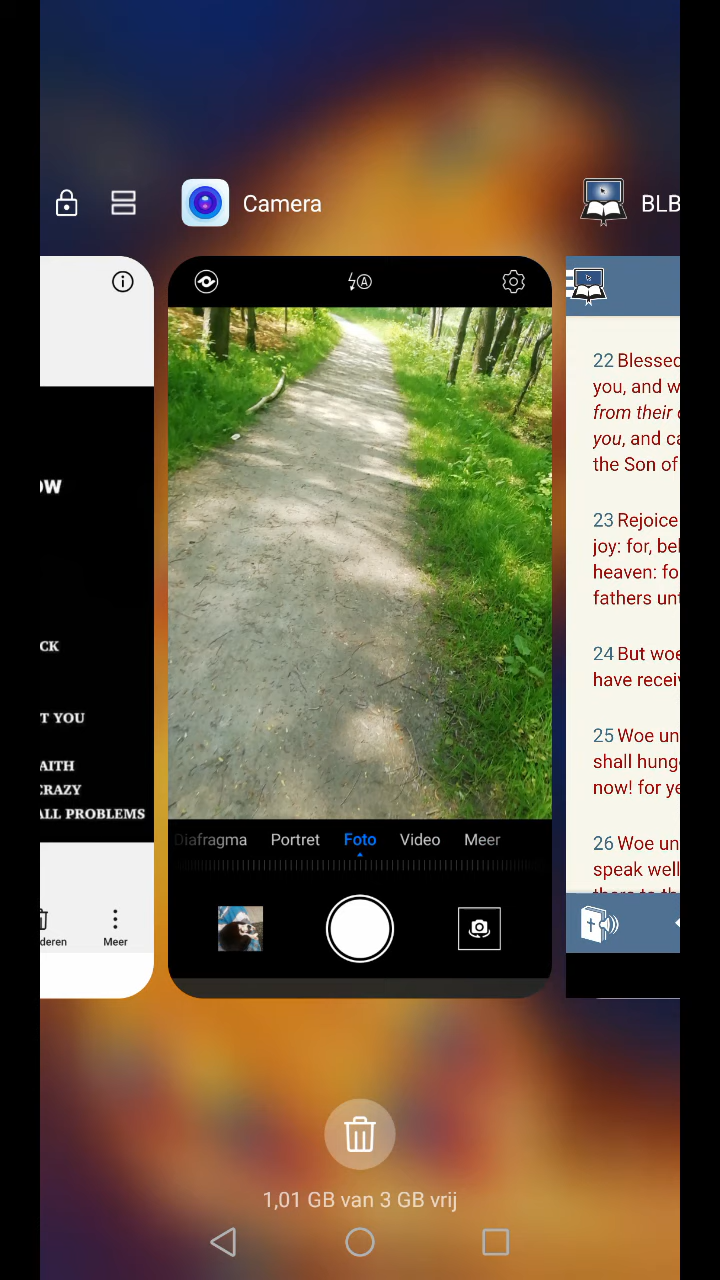 Camera
BLB
OW
CK
T YOU
AITH
CRAZY
ALL PROBLEMS
deren
Meer
Diafragma
Portret
Foto
Video
Meer
22 Blessed
you, and w
from their
you, and ca
the Son of
23 Rejoice
joy: for, bel
heaven: fo
fathers unt
24 But woe
have receiv
25 Woe un
shall hung
now! for ye
26 Woe un
speak well
1,01 GB van 3 GB vrij